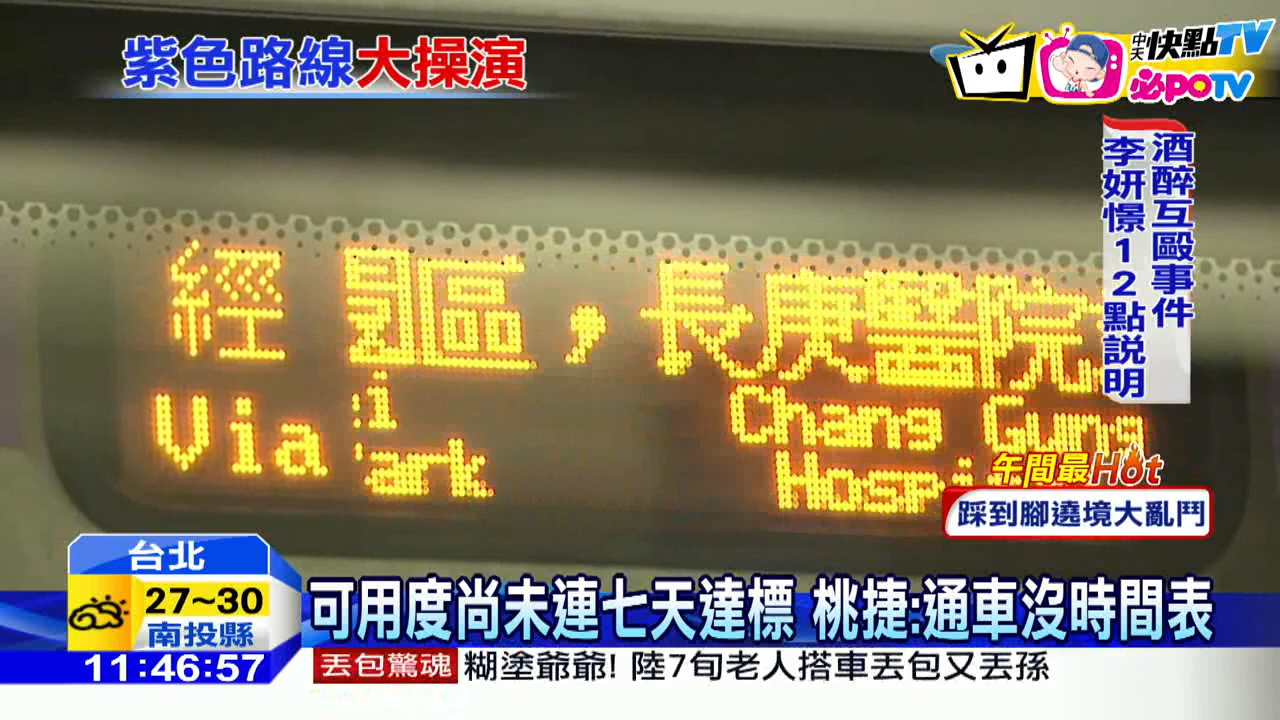 紫色路線大操演
中天快點TV
必POTV
酒醉互毆事件
李妍憬12點説明
經 區,長庚醫院
Via Chang Gung
ark Hospi
午間最Hot
踩到腳遶境大亂鬥
台北
27~30
南投縣
11:46:57
可用度尚未連七天達標 桃捷:通車沒時間表
丟包驚魂 糊塗爺爺! 陸7旬老人搭車丟包又丟孫